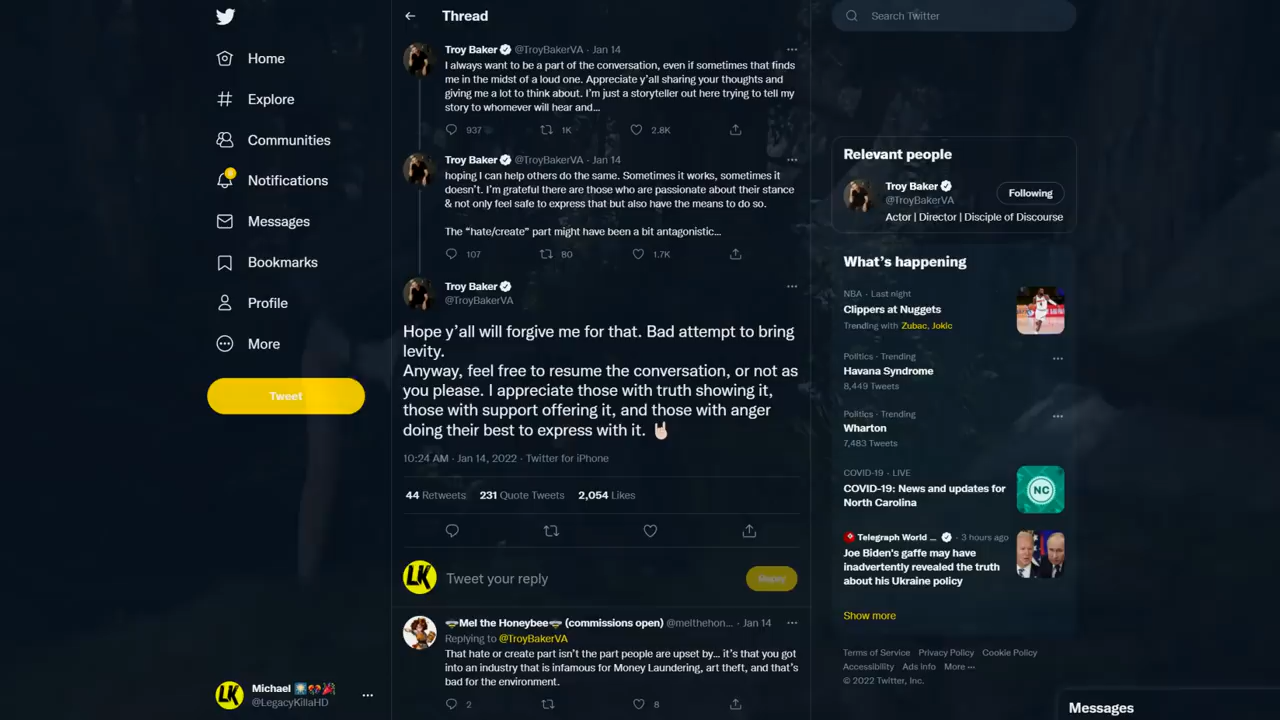 Home
Explore
Communities
Notifications
Messages
Bookmarks
Profile
More
Tweet
Michael
@LegacyKillaHD
Thread
Troy Baker @TroyBakerVA · Jan 14
I always want to be a part of the conversation, even if sometimes that finds
me in the midst of a loud one. Appreciate y'all sharing your thoughts and
giving me a lot to think about. I'm just a storyteller out here trying to tell my
story to whomever will hear and...
937 1K 2.8K
Troy Baker @TroyBakerVA · Jan 14
hoping I can help others do the same. Sometimes it works, sometimes it
doesn't. I'm grateful there are those who are passionate about their stance
& not only feel safe to express that but also have the means to do so.
The “hate/create” part might have been a bit antagonistic...
107 80 1.7K
Troy Baker
@TroyBakerVA
Hope y'all will forgive me for that. Bad attempt to bring
levity.
Anyway, feel free to resume the conversation, or not as
you please. I appreciate those with truth showing it,
those with support offering it, and those with anger
doing their best to express with it. 🤘🏻
10:24 AM · Jan 14, 2022 · Twitter for iPhone
44 Retweets 231 Quote Tweets 2,054 Likes
LK
Tweet your reply
Reply
Mel the Honeybee (commissions open) @melthehon... · Jan 14
Replying to @TroyBakerVA
That hate or create part isn't the part people are upset by... it's that you got
into an industry that is infamous for Money Laundering, art theft, and that's
bad for the environment.
2 8
Search Twitter
Relevant people
Troy Baker
@TroyBakerVA
Following
Actor | Director | Disciple of Discourse
What's happening
NBA · Last night
Clippers at Nuggets
Trending with Zubac, Jokic
Politics · Trending
Havana Syndrome
8,449 Tweets
Politics · Trending
Wharton
7,483 Tweets
COVID-19 · LIVE
COVID-19: News and updates for
North Carolina
NC
Telegraph World ... · 3 hours ago
Joe Biden's gaffe may have
inadvertently revealed the truth
about his Ukraine policy
Show more
Terms of Service Privacy Policy Cookie Policy
Accessibility Ads info More ...
© 2022 Twitter, Inc.
Messages
LK